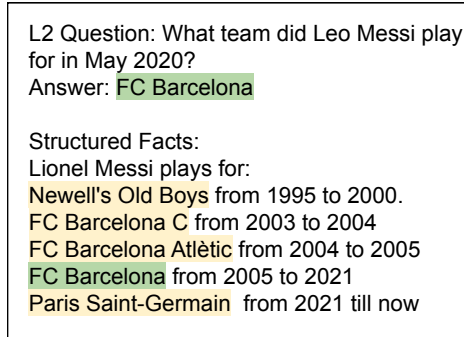 L2 Question: What team did Leo Messi play
for in May 2020?
Answer: FC Barcelona
Structured Facts:
Lionel Messi plays for:
Newell's Old Boys from 1995 to 2000.
FC Barcelona C from 2003 to 2004
FC Barcelona Atlètic from 2004 to 2005
FC Barcelona from 2005 to 2021
Paris Saint-Germain from 2021 till now